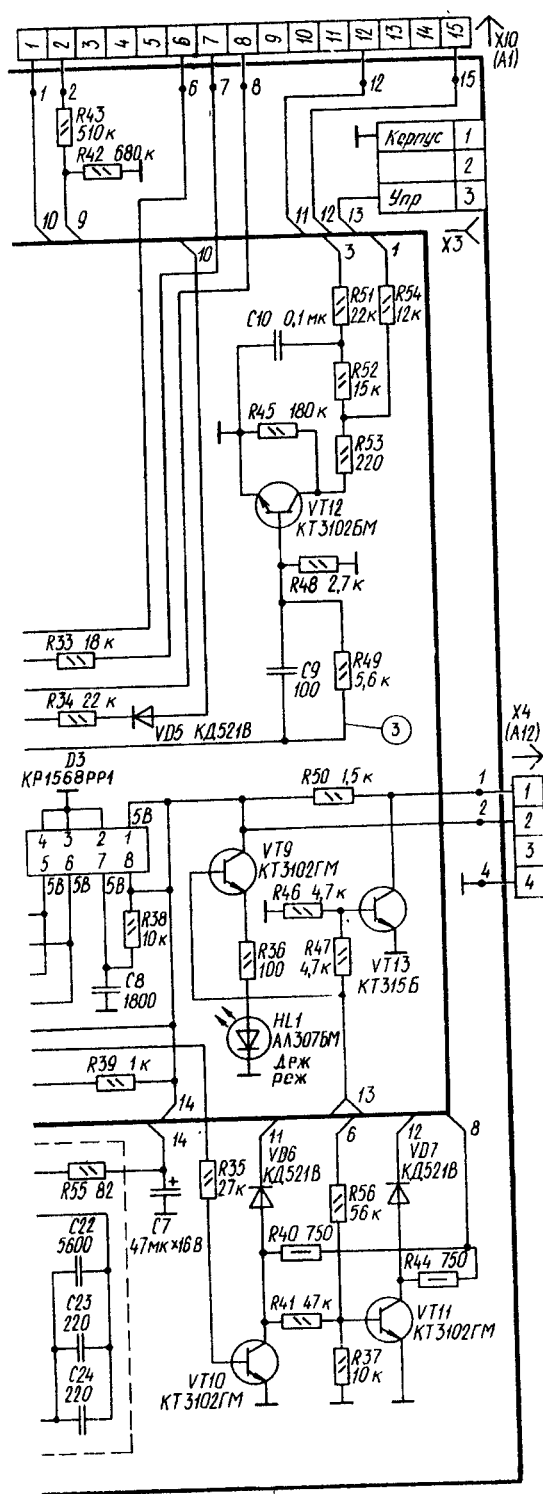 1 2 3 4 5 6 7 8 9 10 11 12 13 14 15
X10
(A1)
1 2 6 7 8 12 15
R43
510к
R42 680к
Корпус 1
2
Упр 3
X3
10 9 10 11 12 13
3 1
R51
22к
R54
12к
C10 0,1 мк
R52
15к
R45 180к
R53
220
VT12
КТ3102БМ
R48 2,7к
R33 18к
C9
100
R49
5,6к
R34 22к
VD5 КД521В
3
X4
(A12)
D3
КР1568РР1
5В
R50 1,5к
1 1
2 2
3
4 4
4 3 2 1
5 6 7 8
5В 5В 5В
VT9
КТ3102ГМ
R46 4,7к
R38
10к
R36
100
R47
4,7к
VT13
КТ315Б
C8
1800
HL1
АЛ307БМ
Деж
реж
R39 1к
14
13
14 11 6 12 8
R55 82
C7
47мк×16В
R35
27к
VD6
КД521В
VD7
КД521В
R56
56к
C22
5600
R40 750
R44 750
C23
220
R41 47к
VT11
КТ3102ГМ
C24
220
VT10
КТ3102ГМ
R37
10к